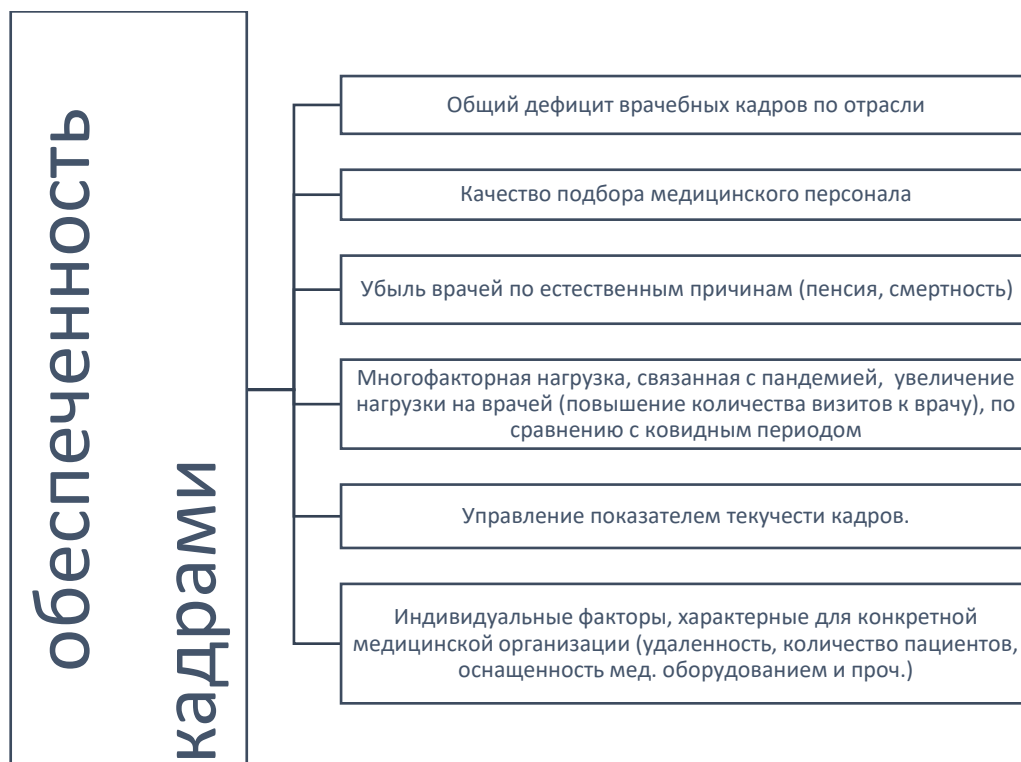 обеспеченность
кадрами
Общий дефицит врачебных кадров по отрасли
Качество подбора медицинского персонала
Убыль врачей по естественным причинам (пенсия, смертность)
Многофакторная нагрузка, связанная с пандемией, увеличение
нагрузки на врачей (повышение количества визитов к врачу), по
сравнению с ковидным периодом
Управление показателем текучести кадров.
Индивидуальные факторы, характерные для конкретной
медицинской организации (удаленность, количество пациентов,
оснащенность мед. оборудованием и проч.)